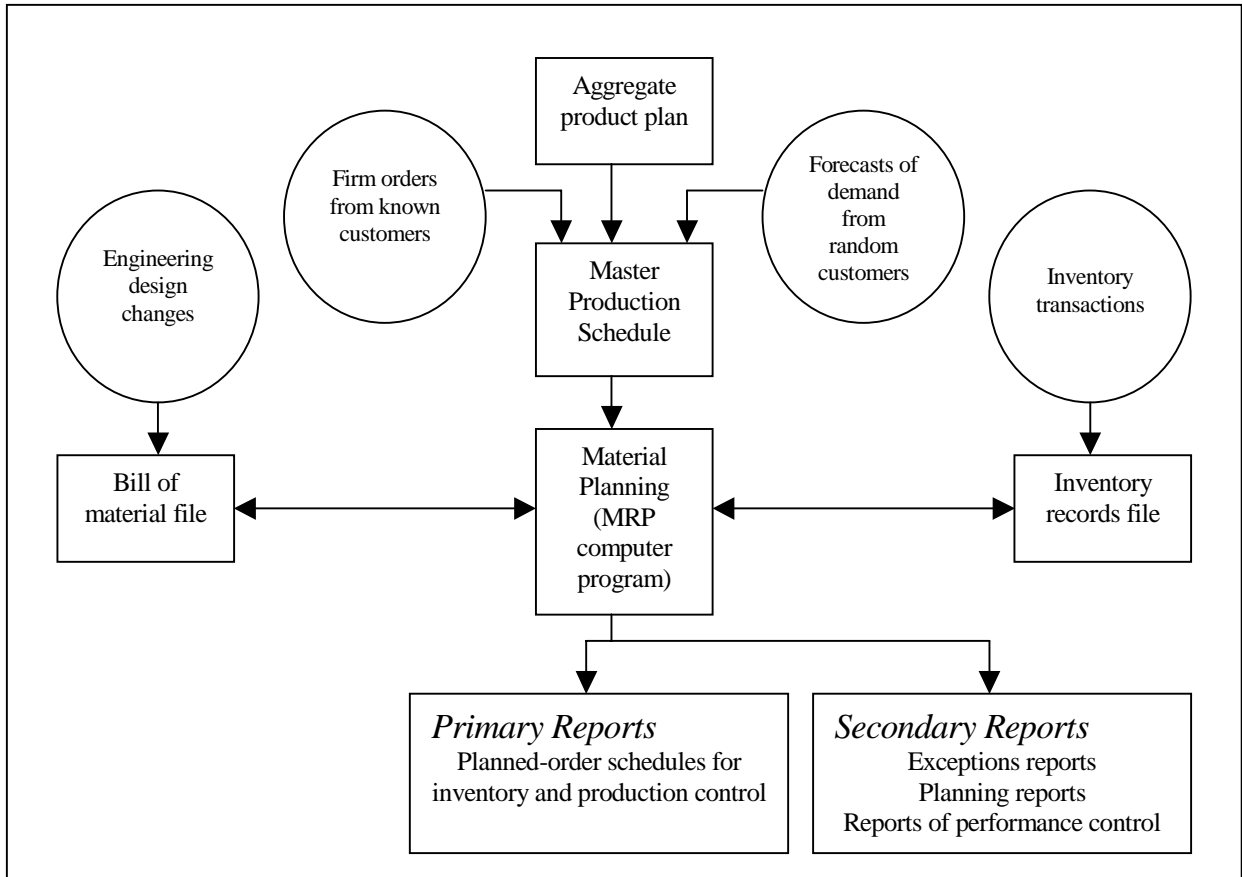 Aggregate
product plan
Firm orders
from known
customers
Forecasts of
demand
from
random
customers
Engineering
design
changes
Master
Production
Schedule
Inventory
transactions
Bill of
material file
Material
Planning
(MRP
computer
program)
Inventory
records file
Primary Reports
Planned-order schedules for
inventory and production control
Secondary Reports
Exceptions reports
Planning reports
Reports of performance control